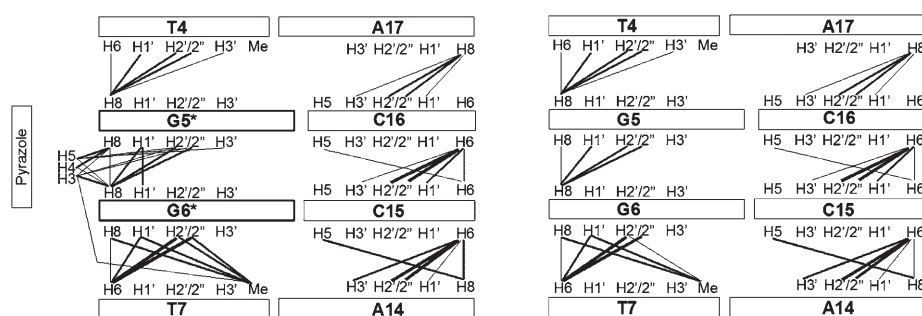 T4 A17 T4 A17
H6 H1' H2'/2" H3' Me H3' H2'/2" H1' H8 H6 H1' H2'/2" H3' Me H3' H2'/2" H1' H8
H8 H1' H2'/2" H3' H5 H3' H2'/2" H1' H6 H8 H1' H2'/2" H3' H5 H3' H2'/2" H1' H6
G5* C16 G5 C16
Pyrazole
H8 H1' H2'/2" H3' H5 H3' H2'/2" H1' H6 H8 H1' H2'/2" H3' H5 H3' H2'/2" H1' H6
H5
H4
H3
H8 H1' H2'/2" H3' H5 H3' H2'/2" H1' H6 H8 H1' H2'/2" H3' H5 H3' H2'/2" H1' H6
G6* C15 G6 C15
H8 H1' H2'/2" H3' H5 H3' H2'/2" H1' H6 H8 H1' H2'/2" H3' H5 H3' H2'/2" H1' H6
H6 H1' H2'/2" H3' Me H3' H2'/2" H1' H8 H6 H1' H2'/2" H3' Me H3' H2'/2" H1' H8
T7 A14 T7 A14